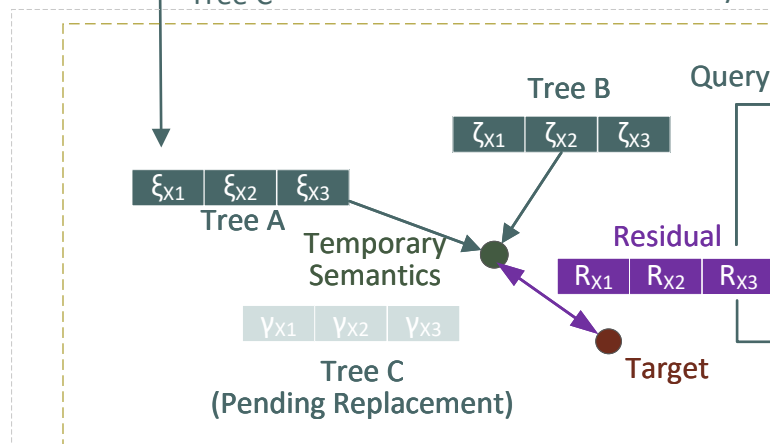 Tree C
Query
Tree B
ζX1 ζX2 ζX3
ξX1 ξX2 ξX3
Tree A
Temporary
Semantics
Residual
RX1 RX2 RX3
γX1 γX2 γX3
Target
Tree C
(Pending Replacement)